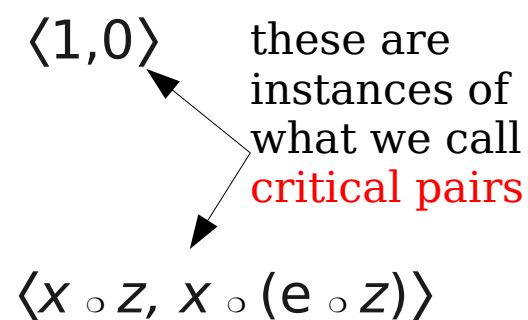 ⟨1,0⟩
these are
instances of
what we call
critical pairs
⟨x ❍ z, x ❍ (e ❍ z)⟩